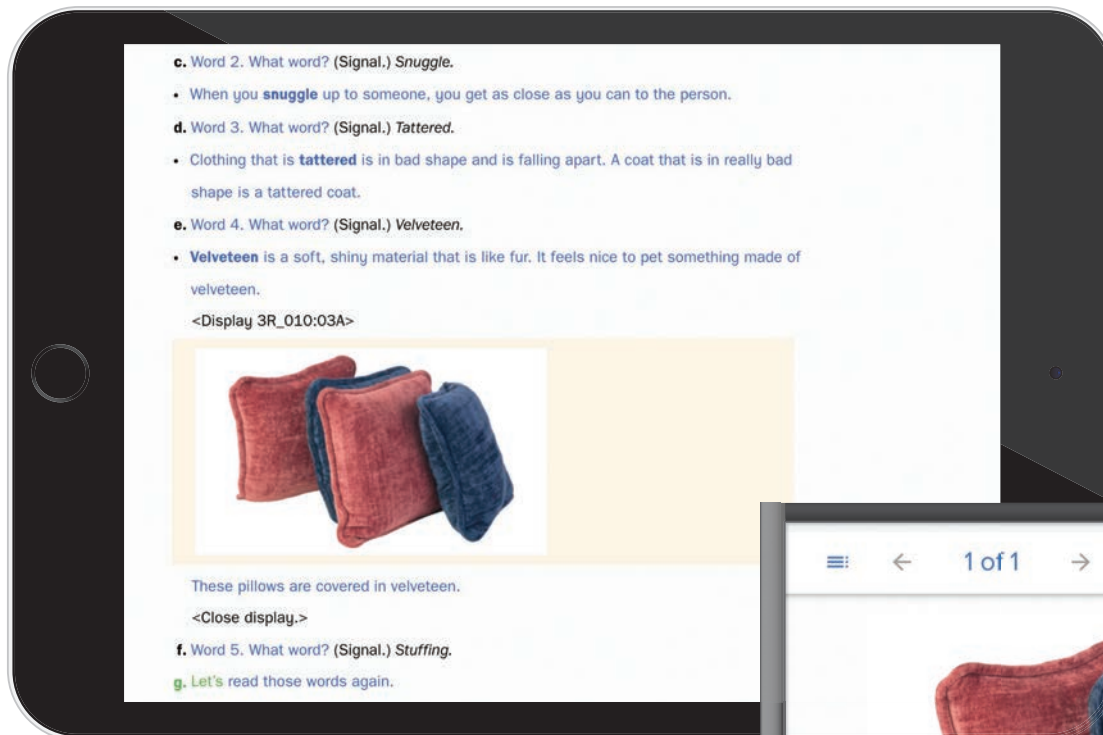 c. Word 2. What word? (Signal.) Snuggle.
• When you snuggle up to someone, you get as close as you can to the person.
d. Word 3. What word? (Signal.) Tattered.
• Clothing that is tattered is in bad shape and is falling apart. A coat that is in really bad
shape is a tattered coat.
e. Word 4. What word? (Signal.) Velveteen.
• Velveteen is a soft, shiny material that is like fur. It feels nice to pet something made of
velveteen.
<Display 3R_010:03A>
These pillows are covered in velveteen.
<Close display.>
f. Word 5. What word? (Signal.) Stuffing.
g. Let's read those words again.
1 of 1